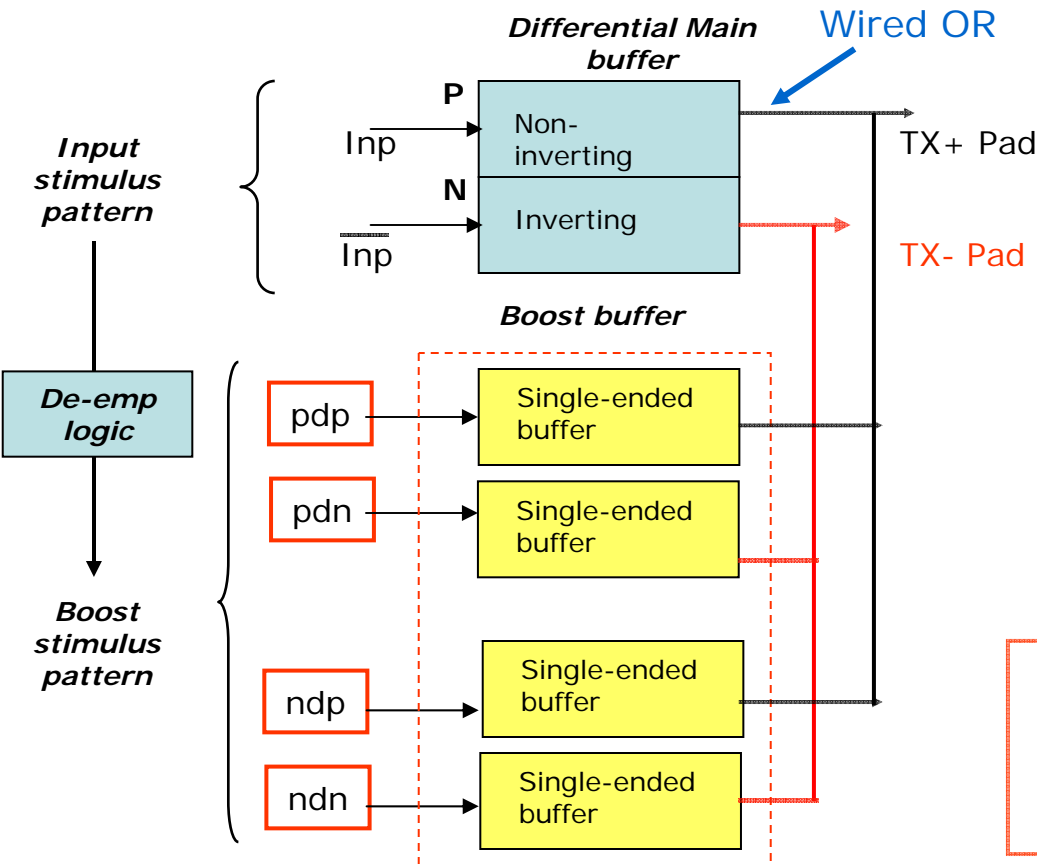 Differential Main
buffer
Wired OR
Input
stimulus
pattern
P
Inp
Non-
inverting
TX+ Pad
N
I̅n̅p̅
Inverting
TX- Pad
Boost buffer
De-emp
logic
pdp
Single-ended
buffer
pdn
Single-ended
buffer
Boost
stimulus
pattern
ndp
Single-ended
buffer
ndn
Single-ended
buffer